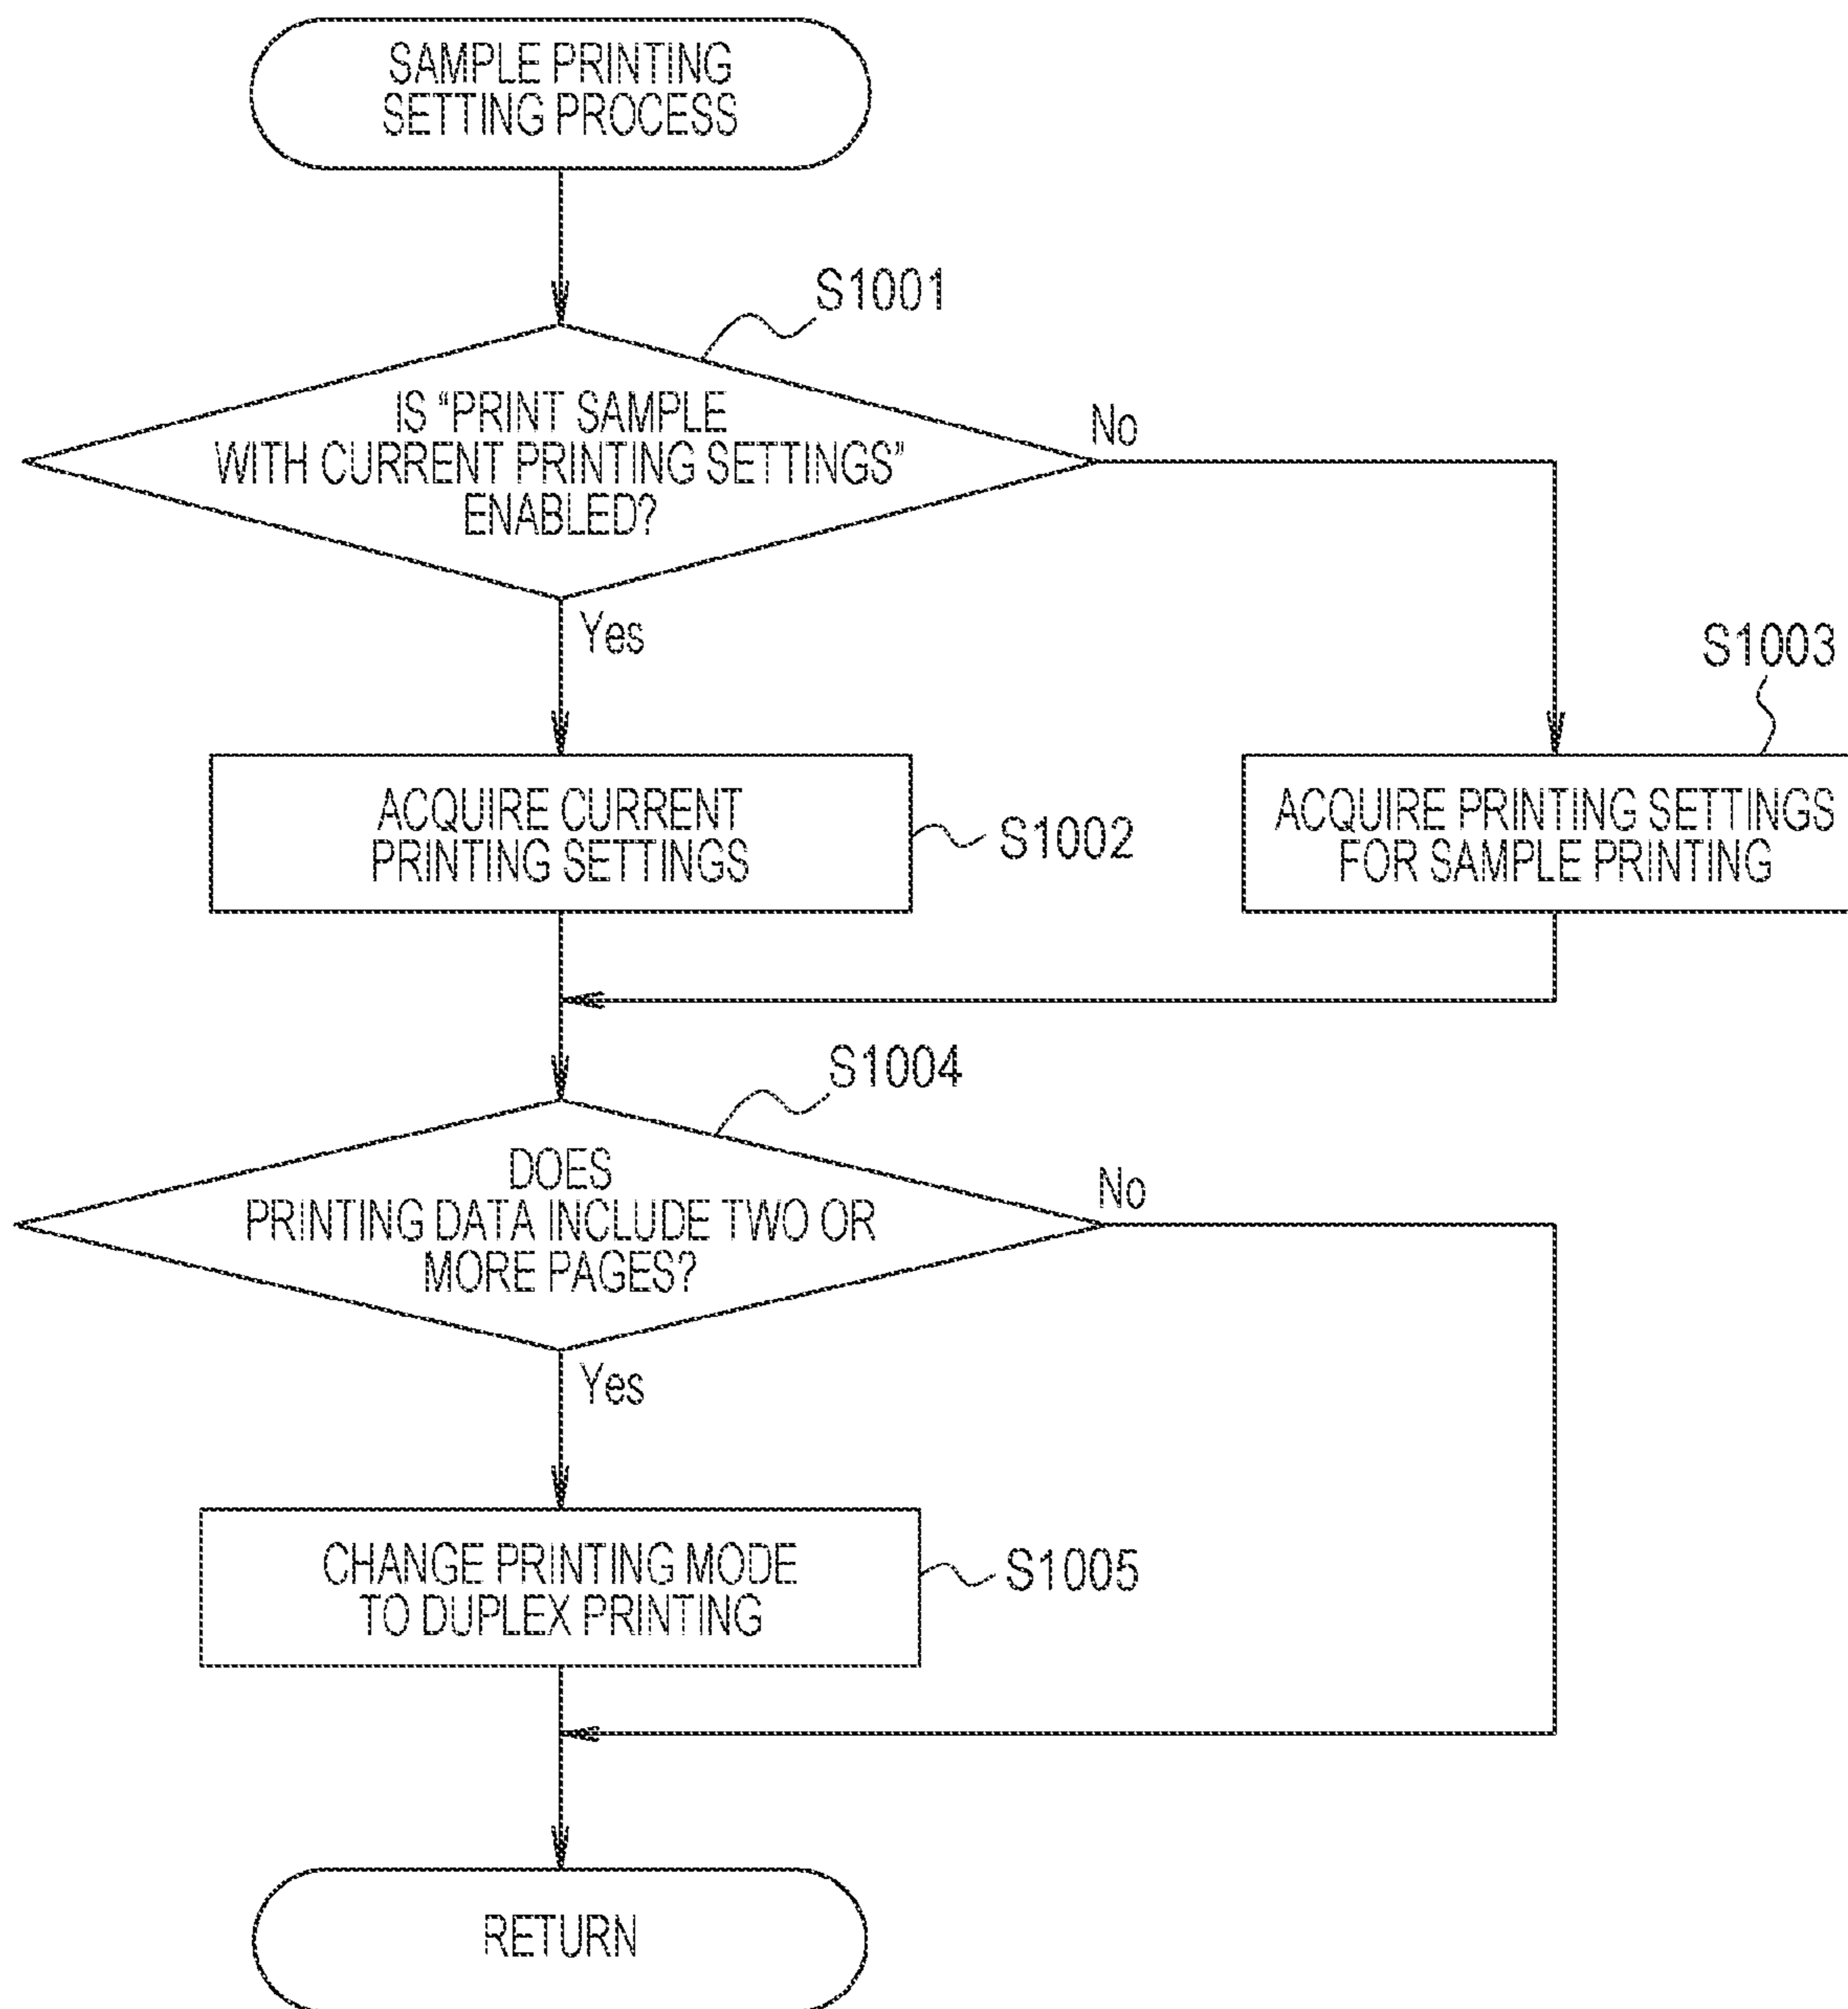 SAMPLE PRINTING
SETTING PROCESS
S1001
IS “PRINT SAMPLE
WITH CURRENT PRINTING SETTINGS”
ENABLED?
No
Yes
S1003
ACQUIRE CURRENT
PRINTING SETTINGS
S1002
ACQUIRE PRINTING SETTINGS
FOR SAMPLE PRINTING
S1004
DOES
PRINTING DATA INCLUDE TWO OR
MORE PAGES?
No
Yes
CHANGE PRINTING MODE
TO DUPLEX PRINTING
S1005
RETURN